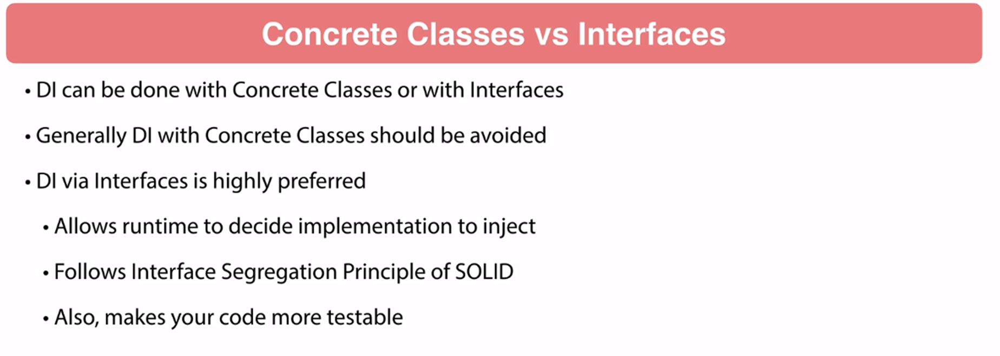 Concrete Classes vs Interfaces
• DI can be done with Concrete Classes or with Interfaces
• Generally DI with Concrete Classes should be avoided
• DI via Interfaces is highly preferred
• Allows runtime to decide implementation to inject
• Follows Interface Segregation Principle of SOLID
• Also, makes your code more testable